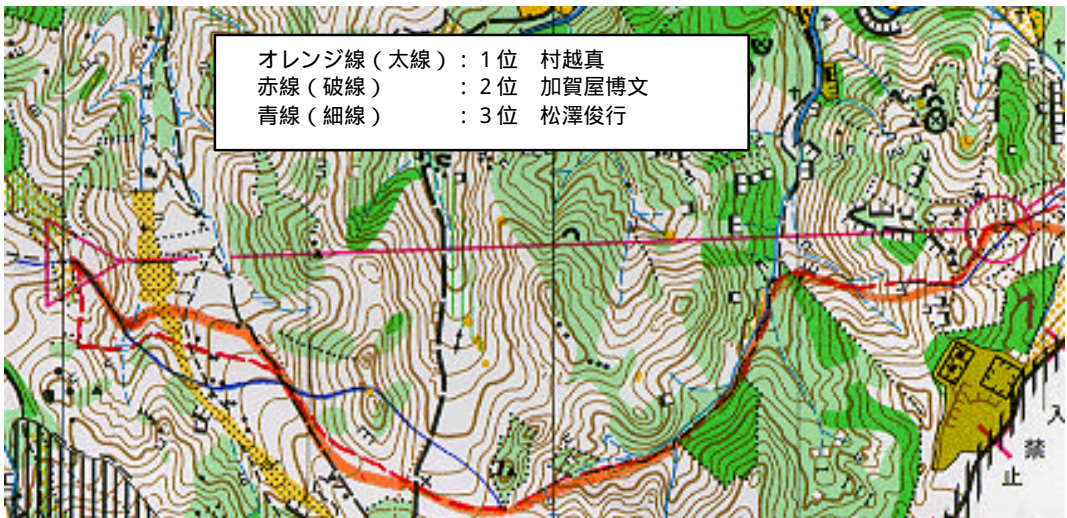 オレンジ線(太線):1位 村越真
赤線(破線) :2位 加賀屋博文
青線(細線) :3位 松澤俊行
入
禁
止